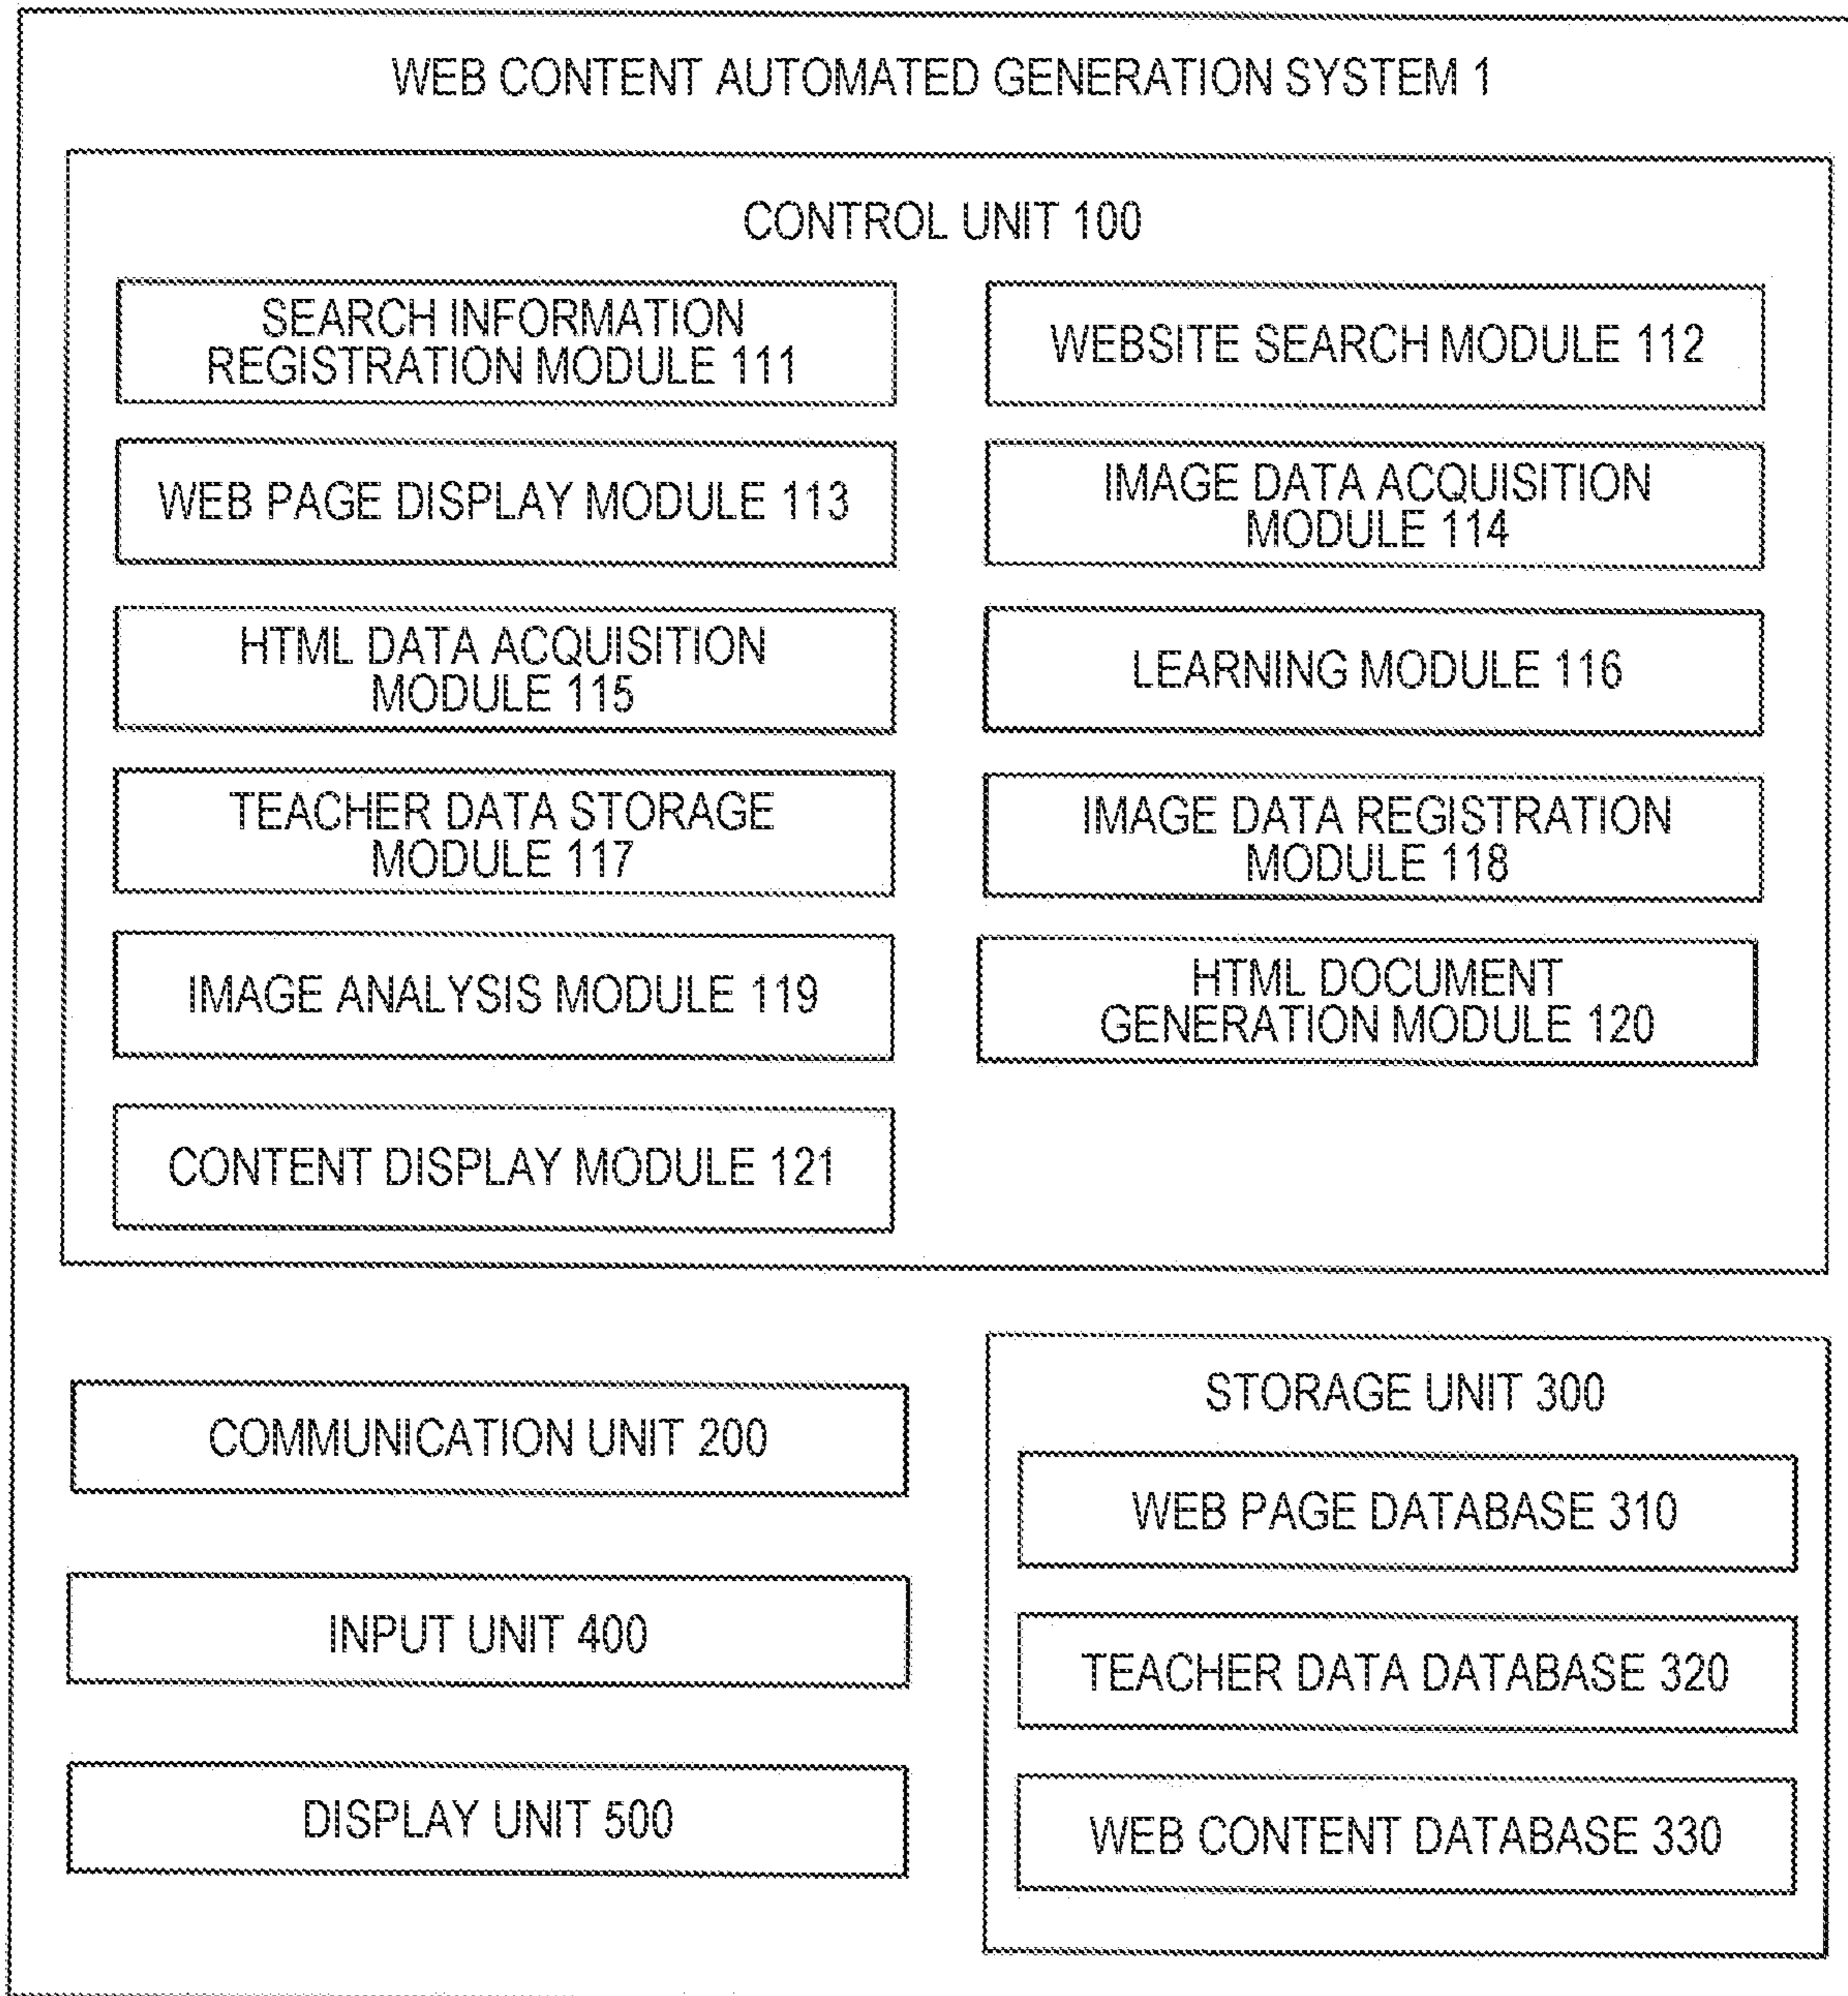 WEB CONTENT AUTOMATED GENERATION SYSTEM 1
CONTROL UNIT 100
SEARCH INFORMATION
REGISTRATION MODULE 111
WEBSITE SEARCH MODULE 112
WEB PAGE DISPLAY MODULE 113
IMAGE DATA ACQUISITION
MODULE 114
HTML DATA ACQUISITION
MODULE 115
LEARNING MODULE 116
TEACHER DATA STORAGE
MODULE 117
IMAGE DATA REGISTRATION
MODULE 118
IMAGE ANALYSIS MODULE 119
HTML DOCUMENT
GENERATION MODULE 120
CONTENT DISPLAY MODULE 121
COMMUNICATION UNIT 200
INPUT UNIT 400
DISPLAY UNIT 500
STORAGE UNIT 300
WEB PAGE DATABASE 310
TEACHER DATA DATABASE 320
WEB CONTENT DATABASE 330